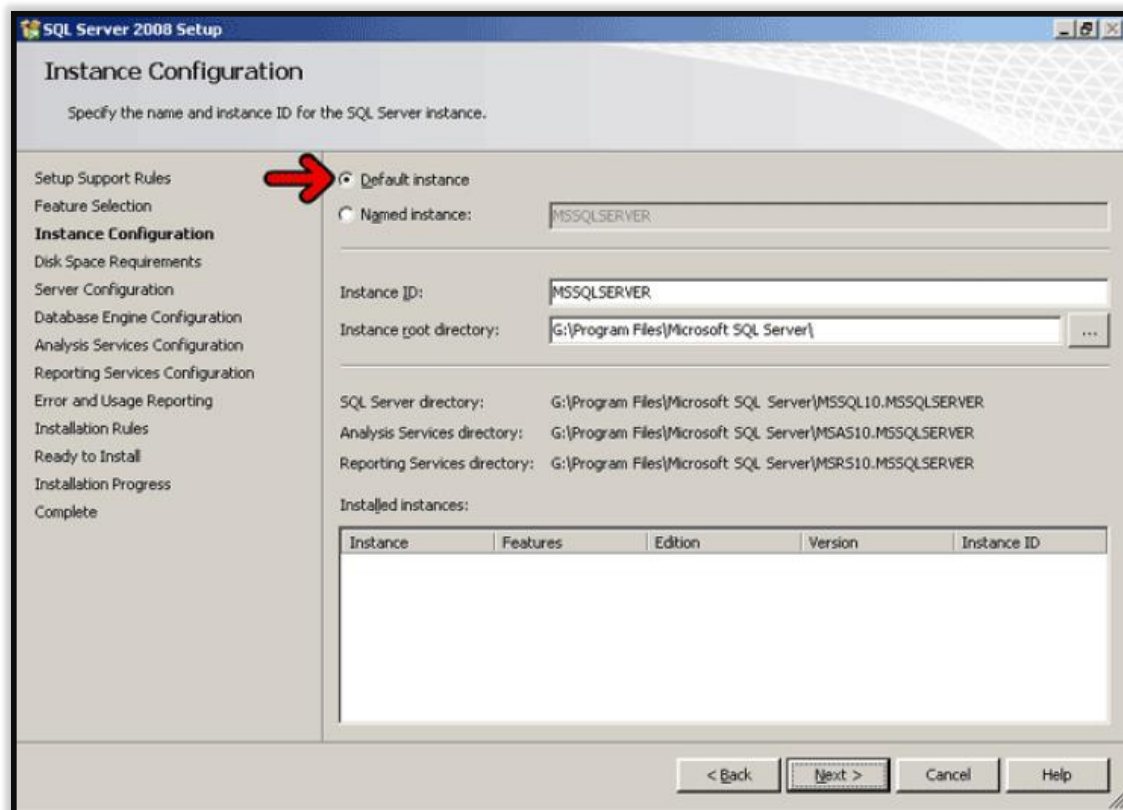 SQL Server 2008 Setup
Instance Configuration
Specify the name and instance ID for the SQL Server instance.
Setup Support Rules
Feature Selection
Instance Configuration
Disk Space Requirements
Server Configuration
Database Engine Configuration
Analysis Services Configuration
Reporting Services Configuration
Error and Usage Reporting
Installation Rules
Ready to Install
Installation Progress
Complete
Default instance
Named instance: MSSQLSERVER
Instance ID: MSSQLSERVER
Instance root directory: G:\Program Files\Microsoft SQL Server\ ...
SQL Server directory: G:\Program Files\Microsoft SQL Server\MSSQL10.MSSQLSERVER
Analysis Services directory: G:\Program Files\Microsoft SQL Server\MSAS10.MSSQLSERVER
Reporting Services directory: G:\Program Files\Microsoft SQL Server\MSRS10.MSSQLSERVER
Installed instances:
Instance Features Edition Version Instance ID
< Back Next > Cancel Help